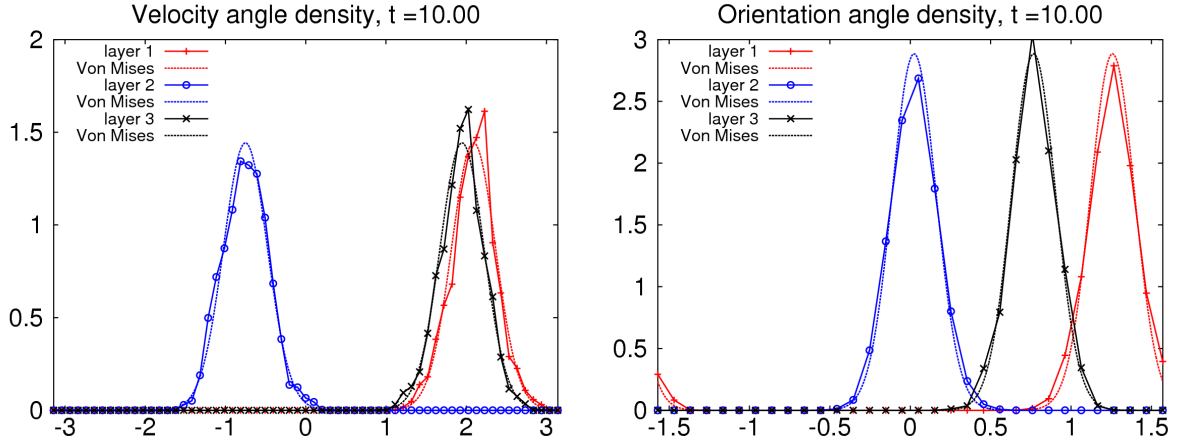 Velocity angle density, t =10.00
layer 1
Von Mises
layer 2
Von Mises
layer 3
Von Mises
2
1.5
1
0.5
0
-3 -2 -1 0 1 2 3
Orientation angle density, t =10.00
layer 1
Von Mises
layer 2
Von Mises
layer 3
Von Mises
3
2.5
2
1.5
1
0.5
0
-1.5 -1 -0.5 0 0.5 1 1.5